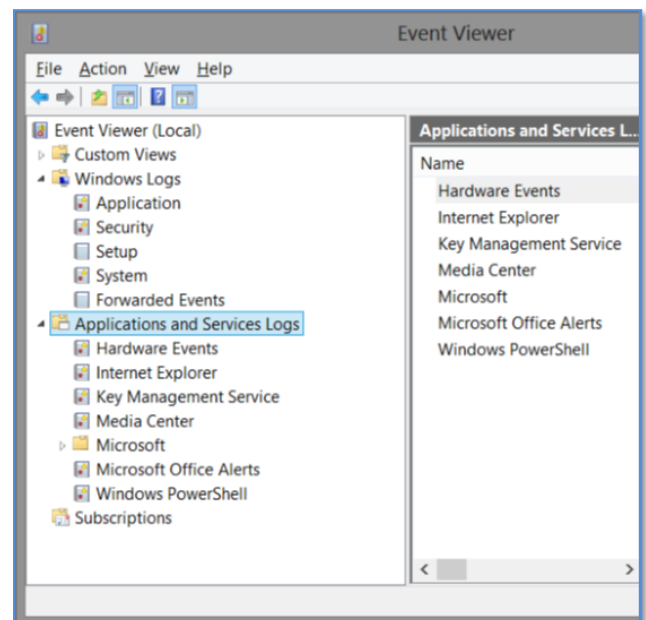 Event Viewer
File Action View Help
Event Viewer (Local)
Custom Views
Windows Logs
Application
Security
Setup
System
Forwarded Events
Applications and Services Logs
Hardware Events
Internet Explorer
Key Management Service
Media Center
Microsoft
Microsoft Office Alerts
Windows PowerShell
Subscriptions
Applications and Services L...
Name
Hardware Events
Internet Explorer
Key Management Service
Media Center
Microsoft
Microsoft Office Alerts
Windows PowerShell